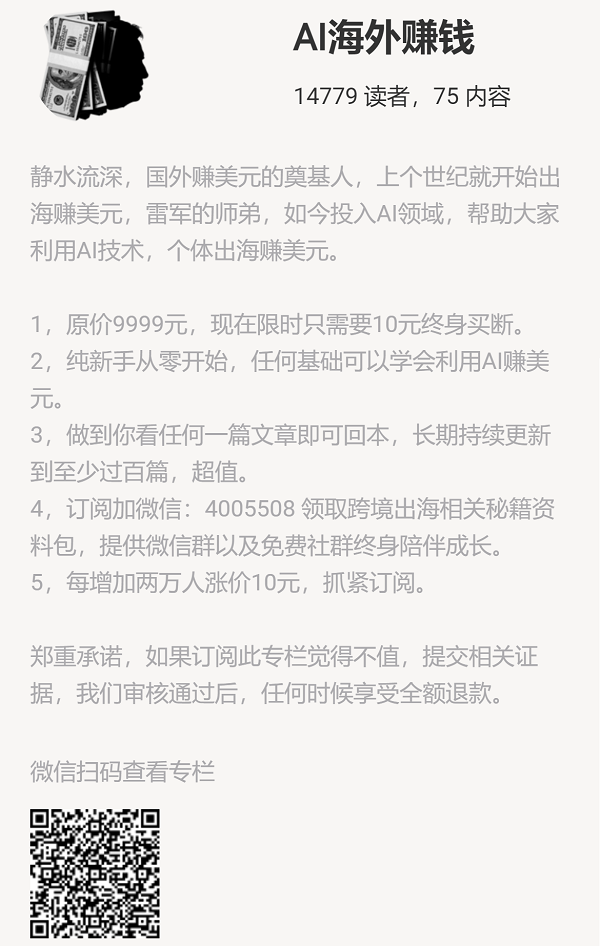 AI海外赚钱
14779 读者，75 内容
静水流深，国外赚美元的奠基人，上个世纪就开始出
海赚美元，雷军的师弟，如今投入AI领域，帮助大家
利用AI技术，个体出海赚美元。
1，原价9999元，现在限时只需要10元终身买断。
2，纯新手从零开始，任何基础可以学会利用AI赚美
元。
3，做到你看任何一篇文章即可回本，长期持续更新
到至少过百篇，超值。
4，订阅加微信：4005508 领取跨境出海相关秘籍资
料包，提供微信群以及免费社群终身陪伴成长。
5，每增加两万人涨价10元，抓紧订阅。
郑重承诺，如果订阅此专栏觉得不值，提交相关证
据，我们审核通过后，任何时候享受全额退款。
微信扫码查看专栏